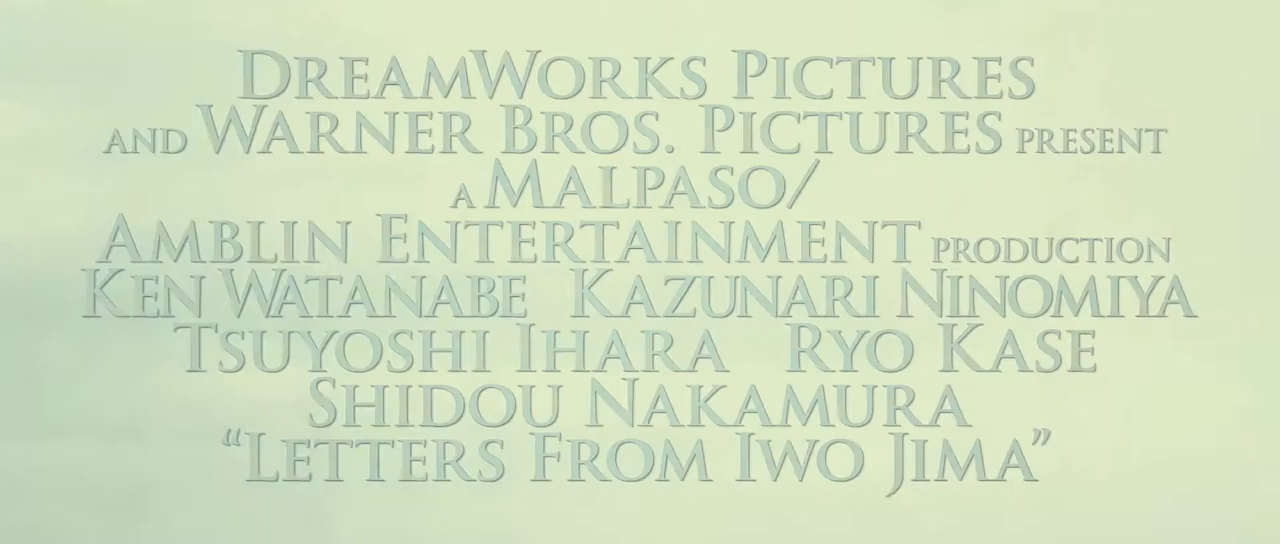 DREAMWORKS PICTURES
AND WARNER BROS. PICTURES PRESENT
A MALPASO/
AMBLIN ENTERTAINMENT PRODUCTION
KEN WATANABE KAZUNARI NINOMIYA
TSUYOSHI IHARA RYO KASE
SHIDOU NAKAMURA
“LETTERS FROM IWO JIMA”